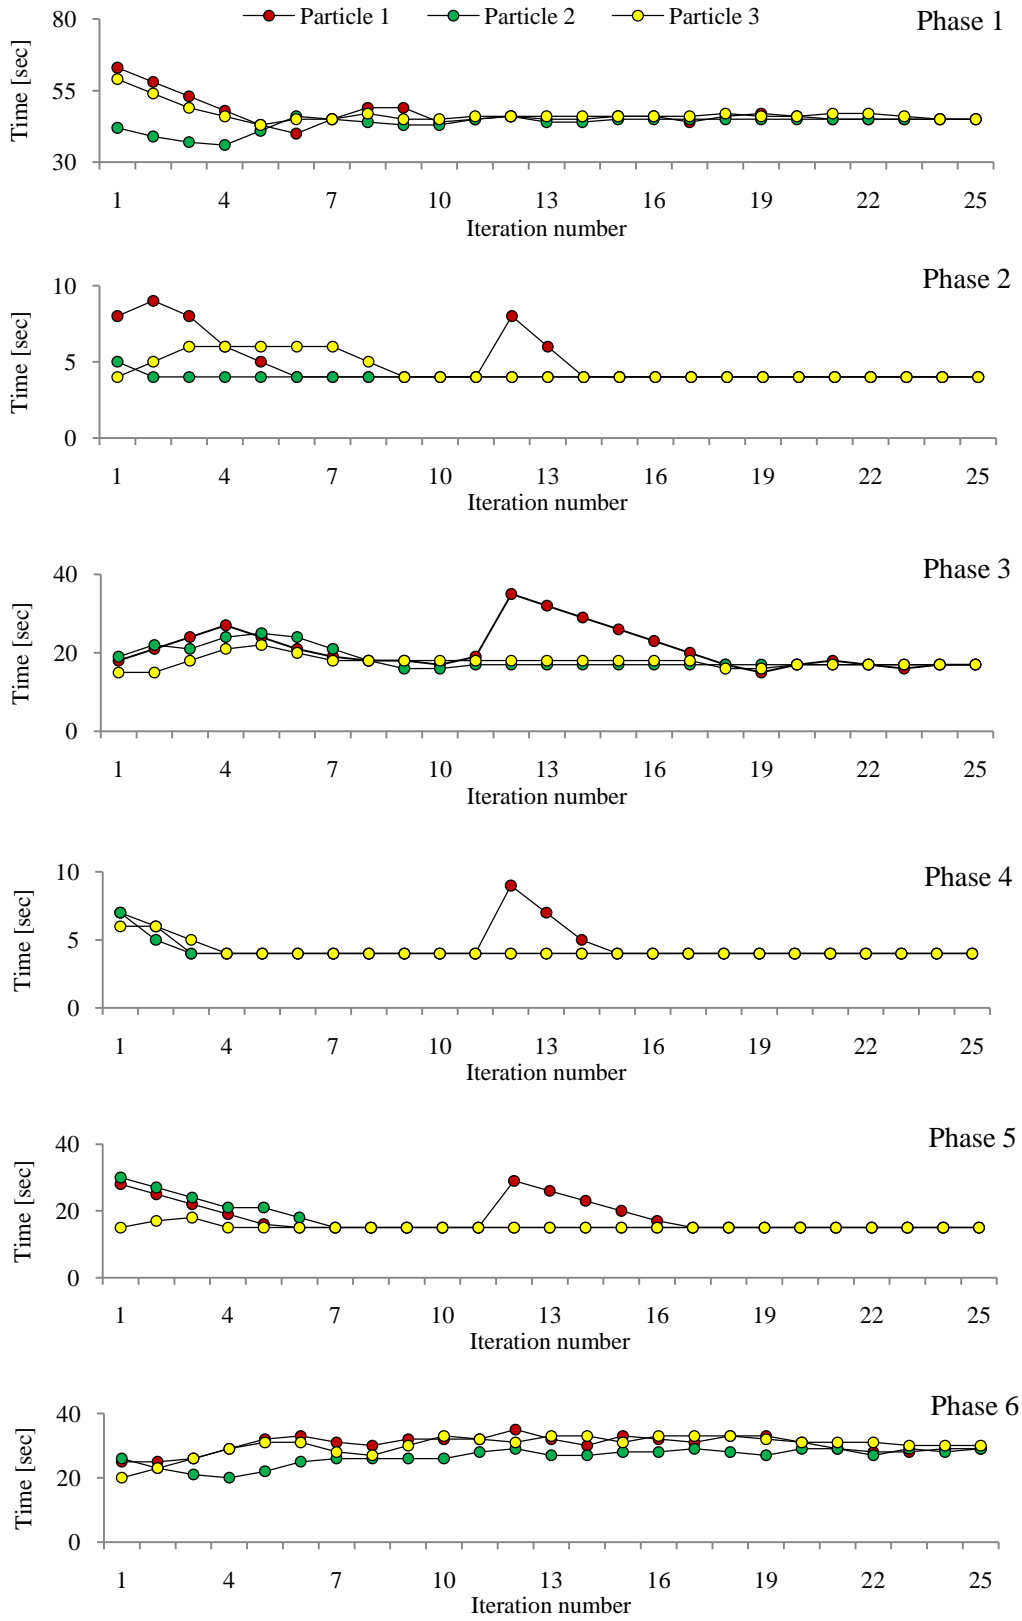 Particle 1 Particle 2 Particle 3
Phase 1
Time [sec]
80
55
30
1 4 7 10 13 16 19 22 25
Iteration number
Phase 2
Time [sec]
10
5
0
1 4 7 10 13 16 19 22 25
Iteration number
Phase 3
Time [sec]
40
20
0
1 4 7 10 13 16 19 22 25
Iteration number
Phase 4
Time [sec]
10
5
0
1 4 7 10 13 16 19 22 25
Iteration number
Phase 5
Time [sec]
40
20
0
1 4 7 10 13 16 19 22 25
Iteration number
Phase 6
Time [sec]
40
20
0
1 4 7 10 13 16 19 22 25
Iteration number